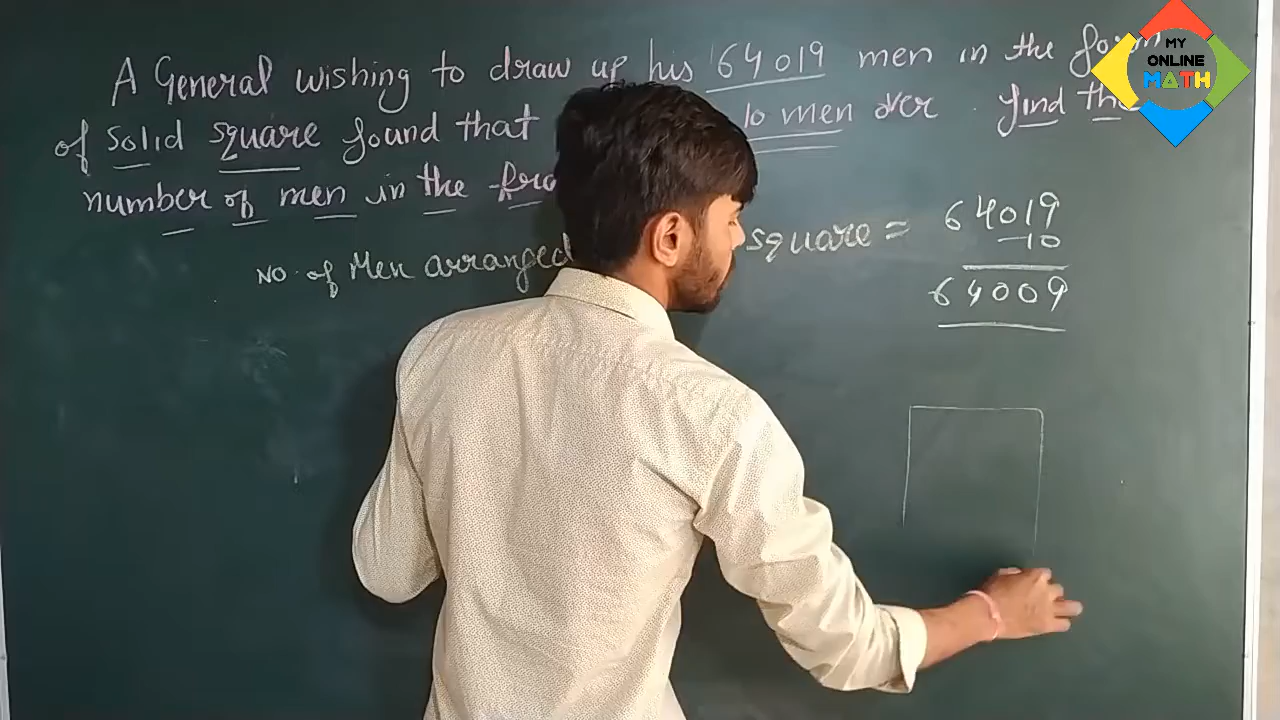 A General wishing to draw up his 64019 men in the form
of solid square found that 10 men over. find the
number of men in the
No. of Men arranged square = 64019
-10
64009
MY
ONLINE
MATH